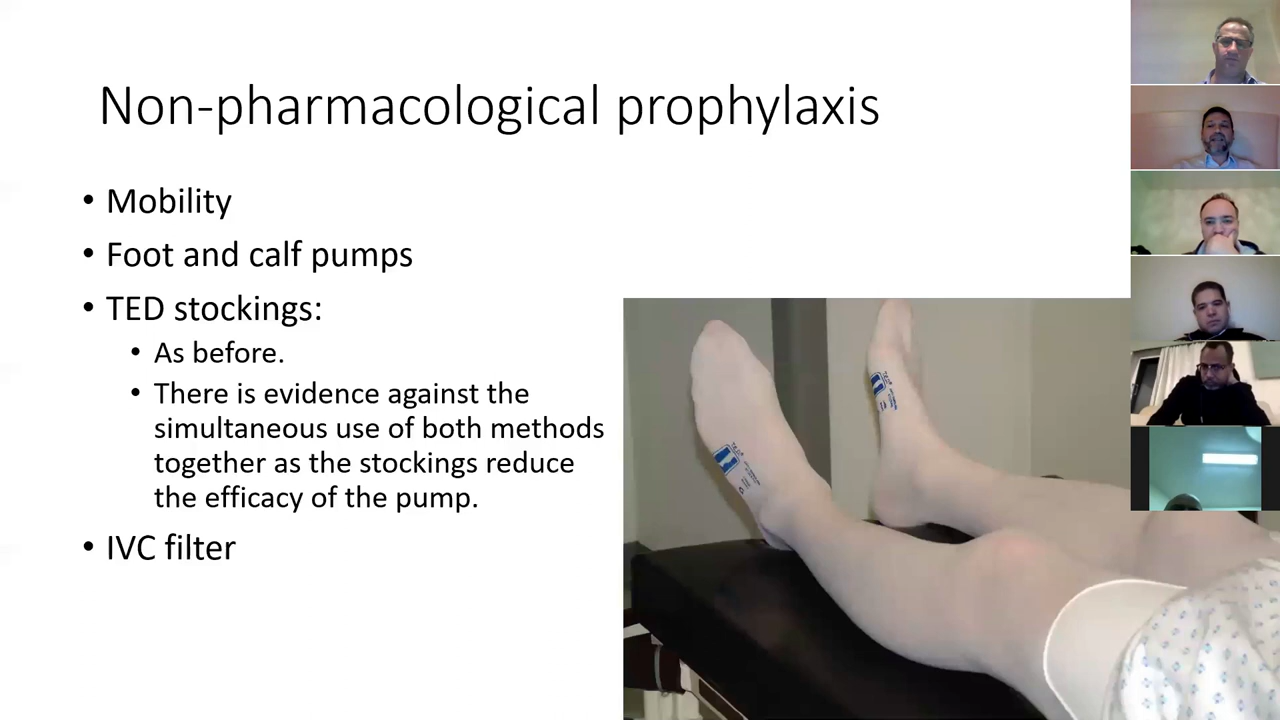 Non-pharmacological prophylaxis
• Mobility
• Foot and calf pumps
• TED stockings:
• As before.
• There is evidence against the
simultaneous use of both methods
together as the stockings reduce
the efficacy of the pump.
• IVC filter